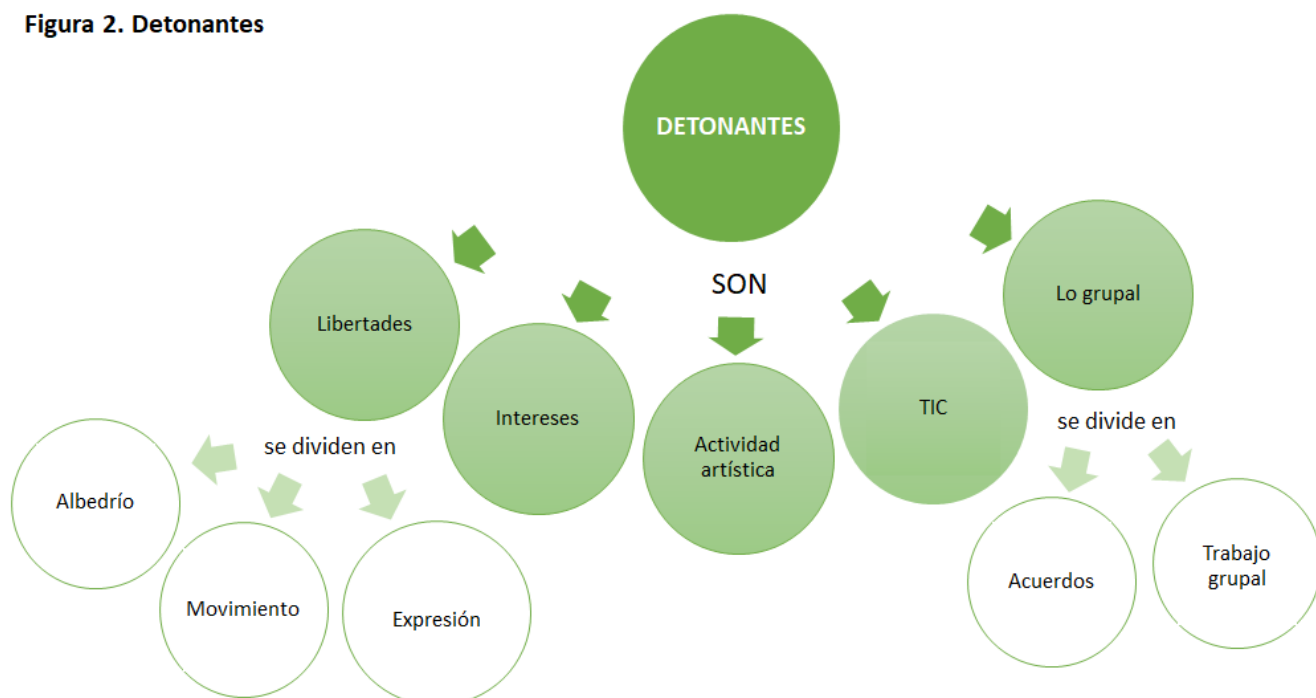 Figura 2. Detonantes
DETONANTES
SON
Libertades
Intereses
Actividad
artística
TIC
Lo grupal
se dividen en
Albedrío
Movimiento
Expresión
se divide en
Acuerdos
Trabajo
grupal